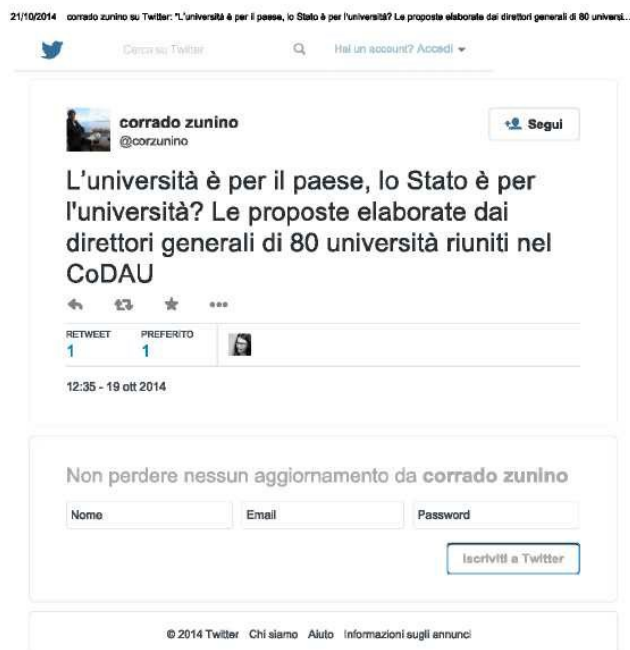 21/10/2014 corrado zunino su Twitter: "L'università è per il paese, lo Stato è per l'università? Le proposte elaborate dai direttori generali di 80 universi...
Cerca su Twitter Hai un account? Accedi
corrado zunino
@corzunino
Segui
L'università è per il paese, lo Stato è per
l'università? Le proposte elaborate dai
direttori generali di 80 università riuniti nel
CoDAU
RETWEET PREFERITO
1 1
12:35 - 19 ott 2014
Non perdere nessun aggiornamento da corrado zunino
Nome Email Password
Iscriviti a Twitter
© 2014 Twitter Chi siamo Aiuto Informazioni sugli annunci